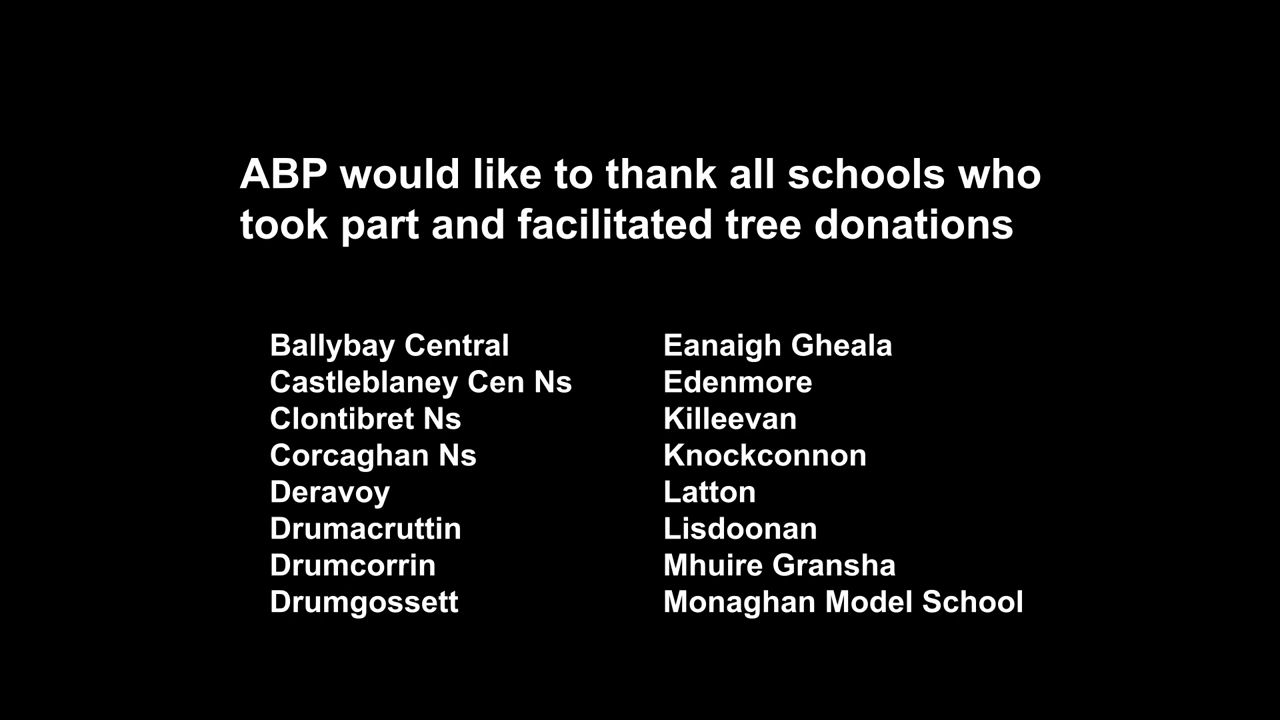 ABP would like to thank all schools who
took part and facilitated tree donations
Ballybay Central
Castleblaney Cen Ns
Clontibret Ns
Corcaghan Ns
Deravoy
Drumacruttin
Drumcorrin
Drumgossett
Eanaigh Gheala
Edenmore
Killeevan
Knockconnon
Latton
Lisdoonan
Mhuire Gransha
Monaghan Model School